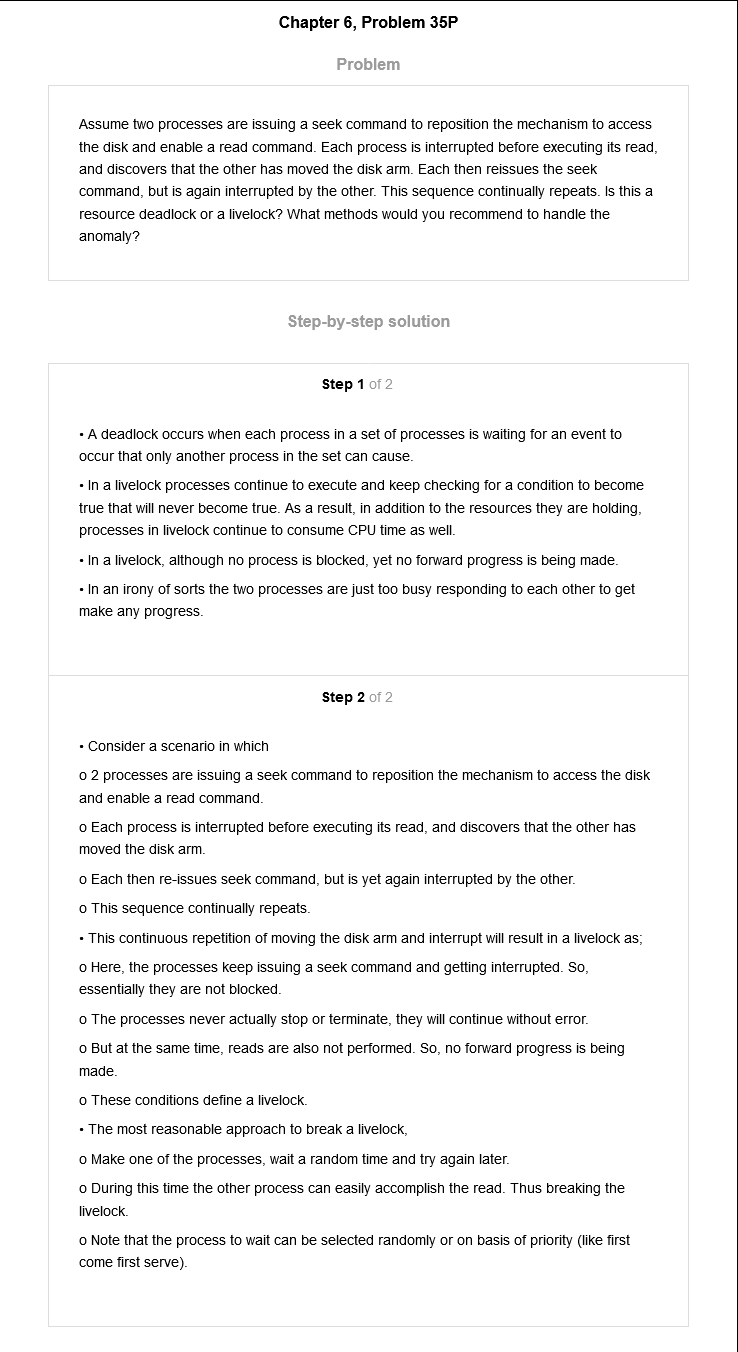 Chapter 6, Problem 35P
Problem
Assume two processes are issuing a seek command to reposition the mechanism to access
the disk and enable a read command. Each process is interrupted before executing its read,
and discovers that the other has moved the disk arm. Each then reissues the seek
command, but is again interrupted by the other. This sequence continually repeats. Is this a
resource deadlock or a livelock? What methods would you recommend to handle the
anomaly?
Step-by-step solution
Step 1 of 2
• A deadlock occurs when each process in a set of processes is waiting for an event to
occur that only another process in the set can cause.
• In a livelock processes continue to execute and keep checking for a condition to become
true that will never become true. As a result, in addition to the resources they are holding,
processes in livelock continue to consume CPU time as well.
• In a livelock, although no process is blocked, yet no forward progress is being made.
• In an irony of sorts the two processes are just too busy responding to each other to get
make any progress.
Step 2 of 2
• Consider a scenario in which
o 2 processes are issuing a seek command to reposition the mechanism to access the disk
and enable a read command.
o Each process is interrupted before executing its read, and discovers that the other has
moved the disk arm.
o Each then re-issues seek command, but is yet again interrupted by the other.
o This sequence continually repeats.
• This continuous repetition of moving the disk arm and interrupt will result in a livelock as;
o Here, the processes keep issuing a seek command and getting interrupted. So,
essentially they are not blocked.
o The processes never actually stop or terminate, they will continue without error.
o But at the same time, reads are also not performed. So, no forward progress is being
made.
o These conditions define a livelock.
• The most reasonable approach to break a livelock,
o Make one of the processes, wait a random time and try again later.
o During this time the other process can easily accomplish the read. Thus breaking the
livelock.
o Note that the process to wait can be selected randomly or on basis of priority (like first
come first serve).